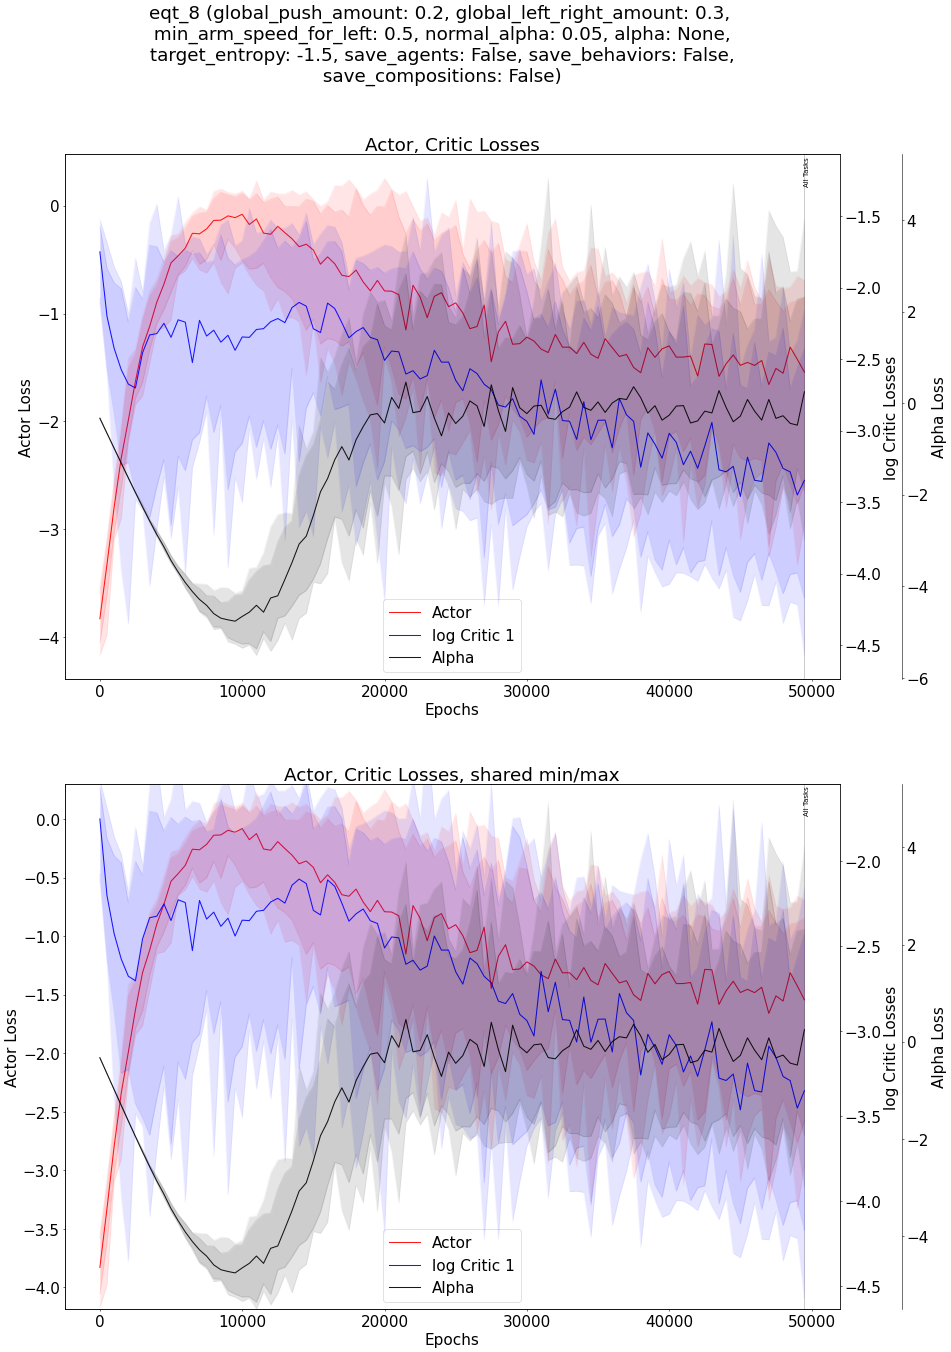 eqt_8 (global_push_amount: 0.2, global_left_right_amount: 0.3,
min_arm_speed_for_left: 0.5, normal_alpha: 0.05, alpha: None,
target_entropy: -1.5, save_agents: False, save_behaviors: False,
save_compositions: False)
Actor, Critic Losses
All Tasks
0
−1
−2
−3
−4
Actor Loss
−1.5
−2.0
−2.5
−3.0
−3.5
−4.0
−4.5
log Critic Losses
4
2
0
−2
−4
−6
Alpha Loss
Actor
log Critic 1
Alpha
0 10000 20000 30000 40000 50000
Epochs
Actor, Critic Losses, shared min/max
All Tasks
0.0
−0.5
−1.0
−1.5
−2.0
−2.5
−3.0
−3.5
−4.0
Actor Loss
−2.0
−2.5
−3.0
−3.5
−4.0
−4.5
log Critic Losses
4
2
0
−2
−4
Alpha Loss
Actor
log Critic 1
Alpha
0 10000 20000 30000 40000 50000
Epochs